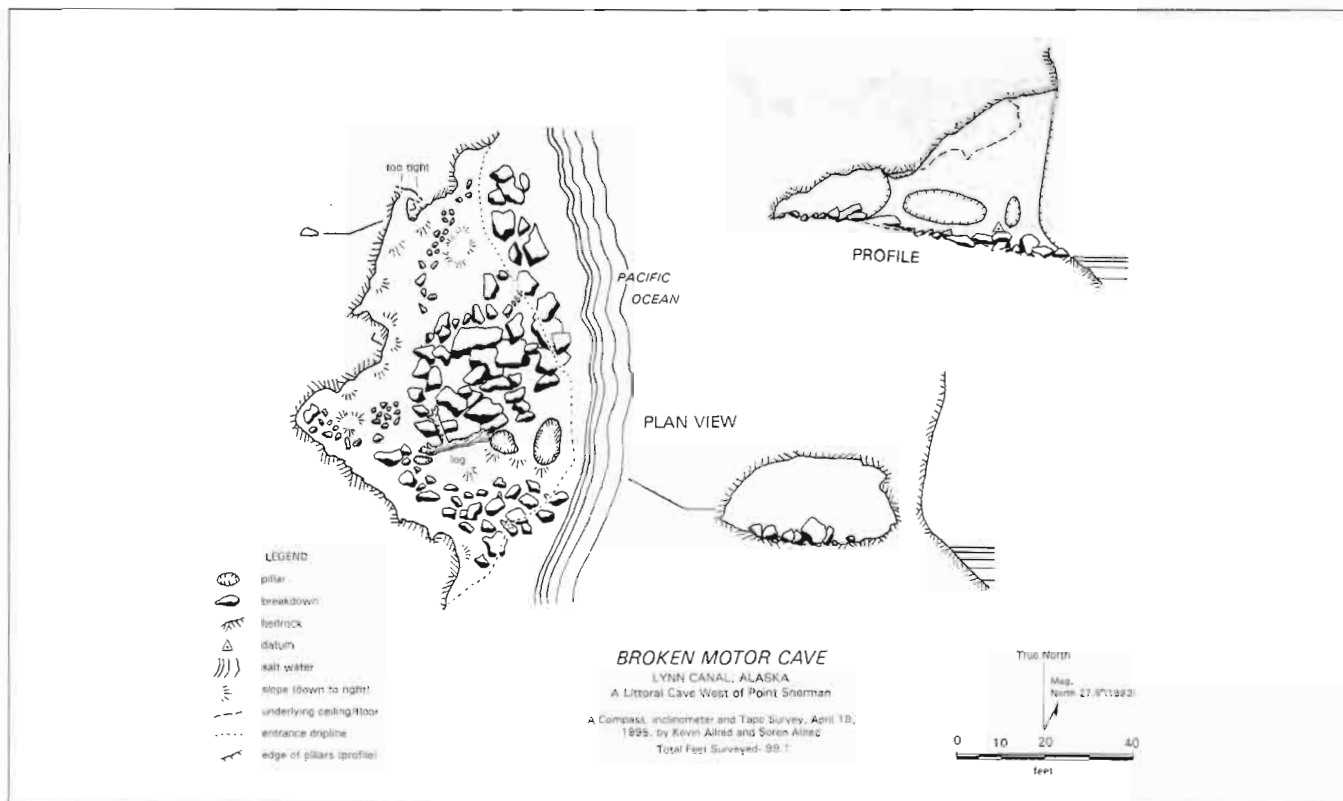 too tight
PACIFIC
OCEAN
PROFILE
PLAN VIEW
log
LEGEND
pillar
breakdown
bedrock
datum
salt water
slope (down to right)
underlying ceiling/floor
entrance dripline
edge of pillars (profile)
BROKEN MOTOR CAVE
LYNN CANAL, ALASKA
A Littoral Cave West of Point Sherman
A Compass, inclinometer and Tape Survey, April 19,
1995, by Kevin Allred and Soren Allred
Total Feet Surveyed- 99.1
True North
Mag.
North
0 10 20 40
feet